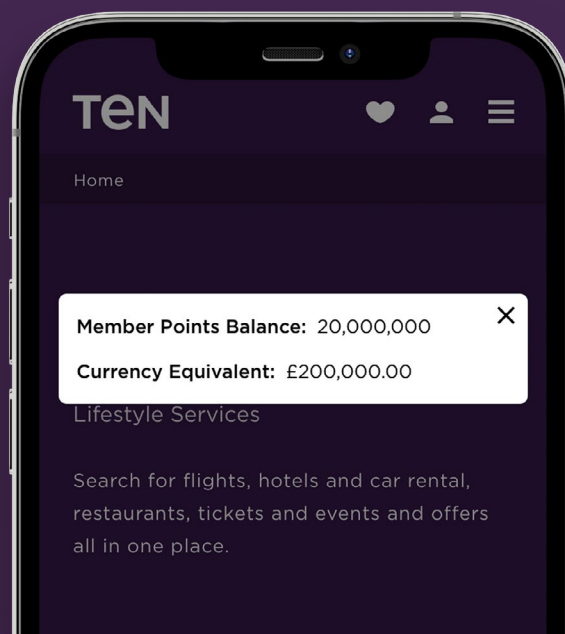 TEN
Home
Member Points Balance: 20,000,000
Currency Equivalent: £200,000.00
Lifestyle Services
Search for flights, hotels and car rental,
restaurants, tickets and events and offers
all in one place.